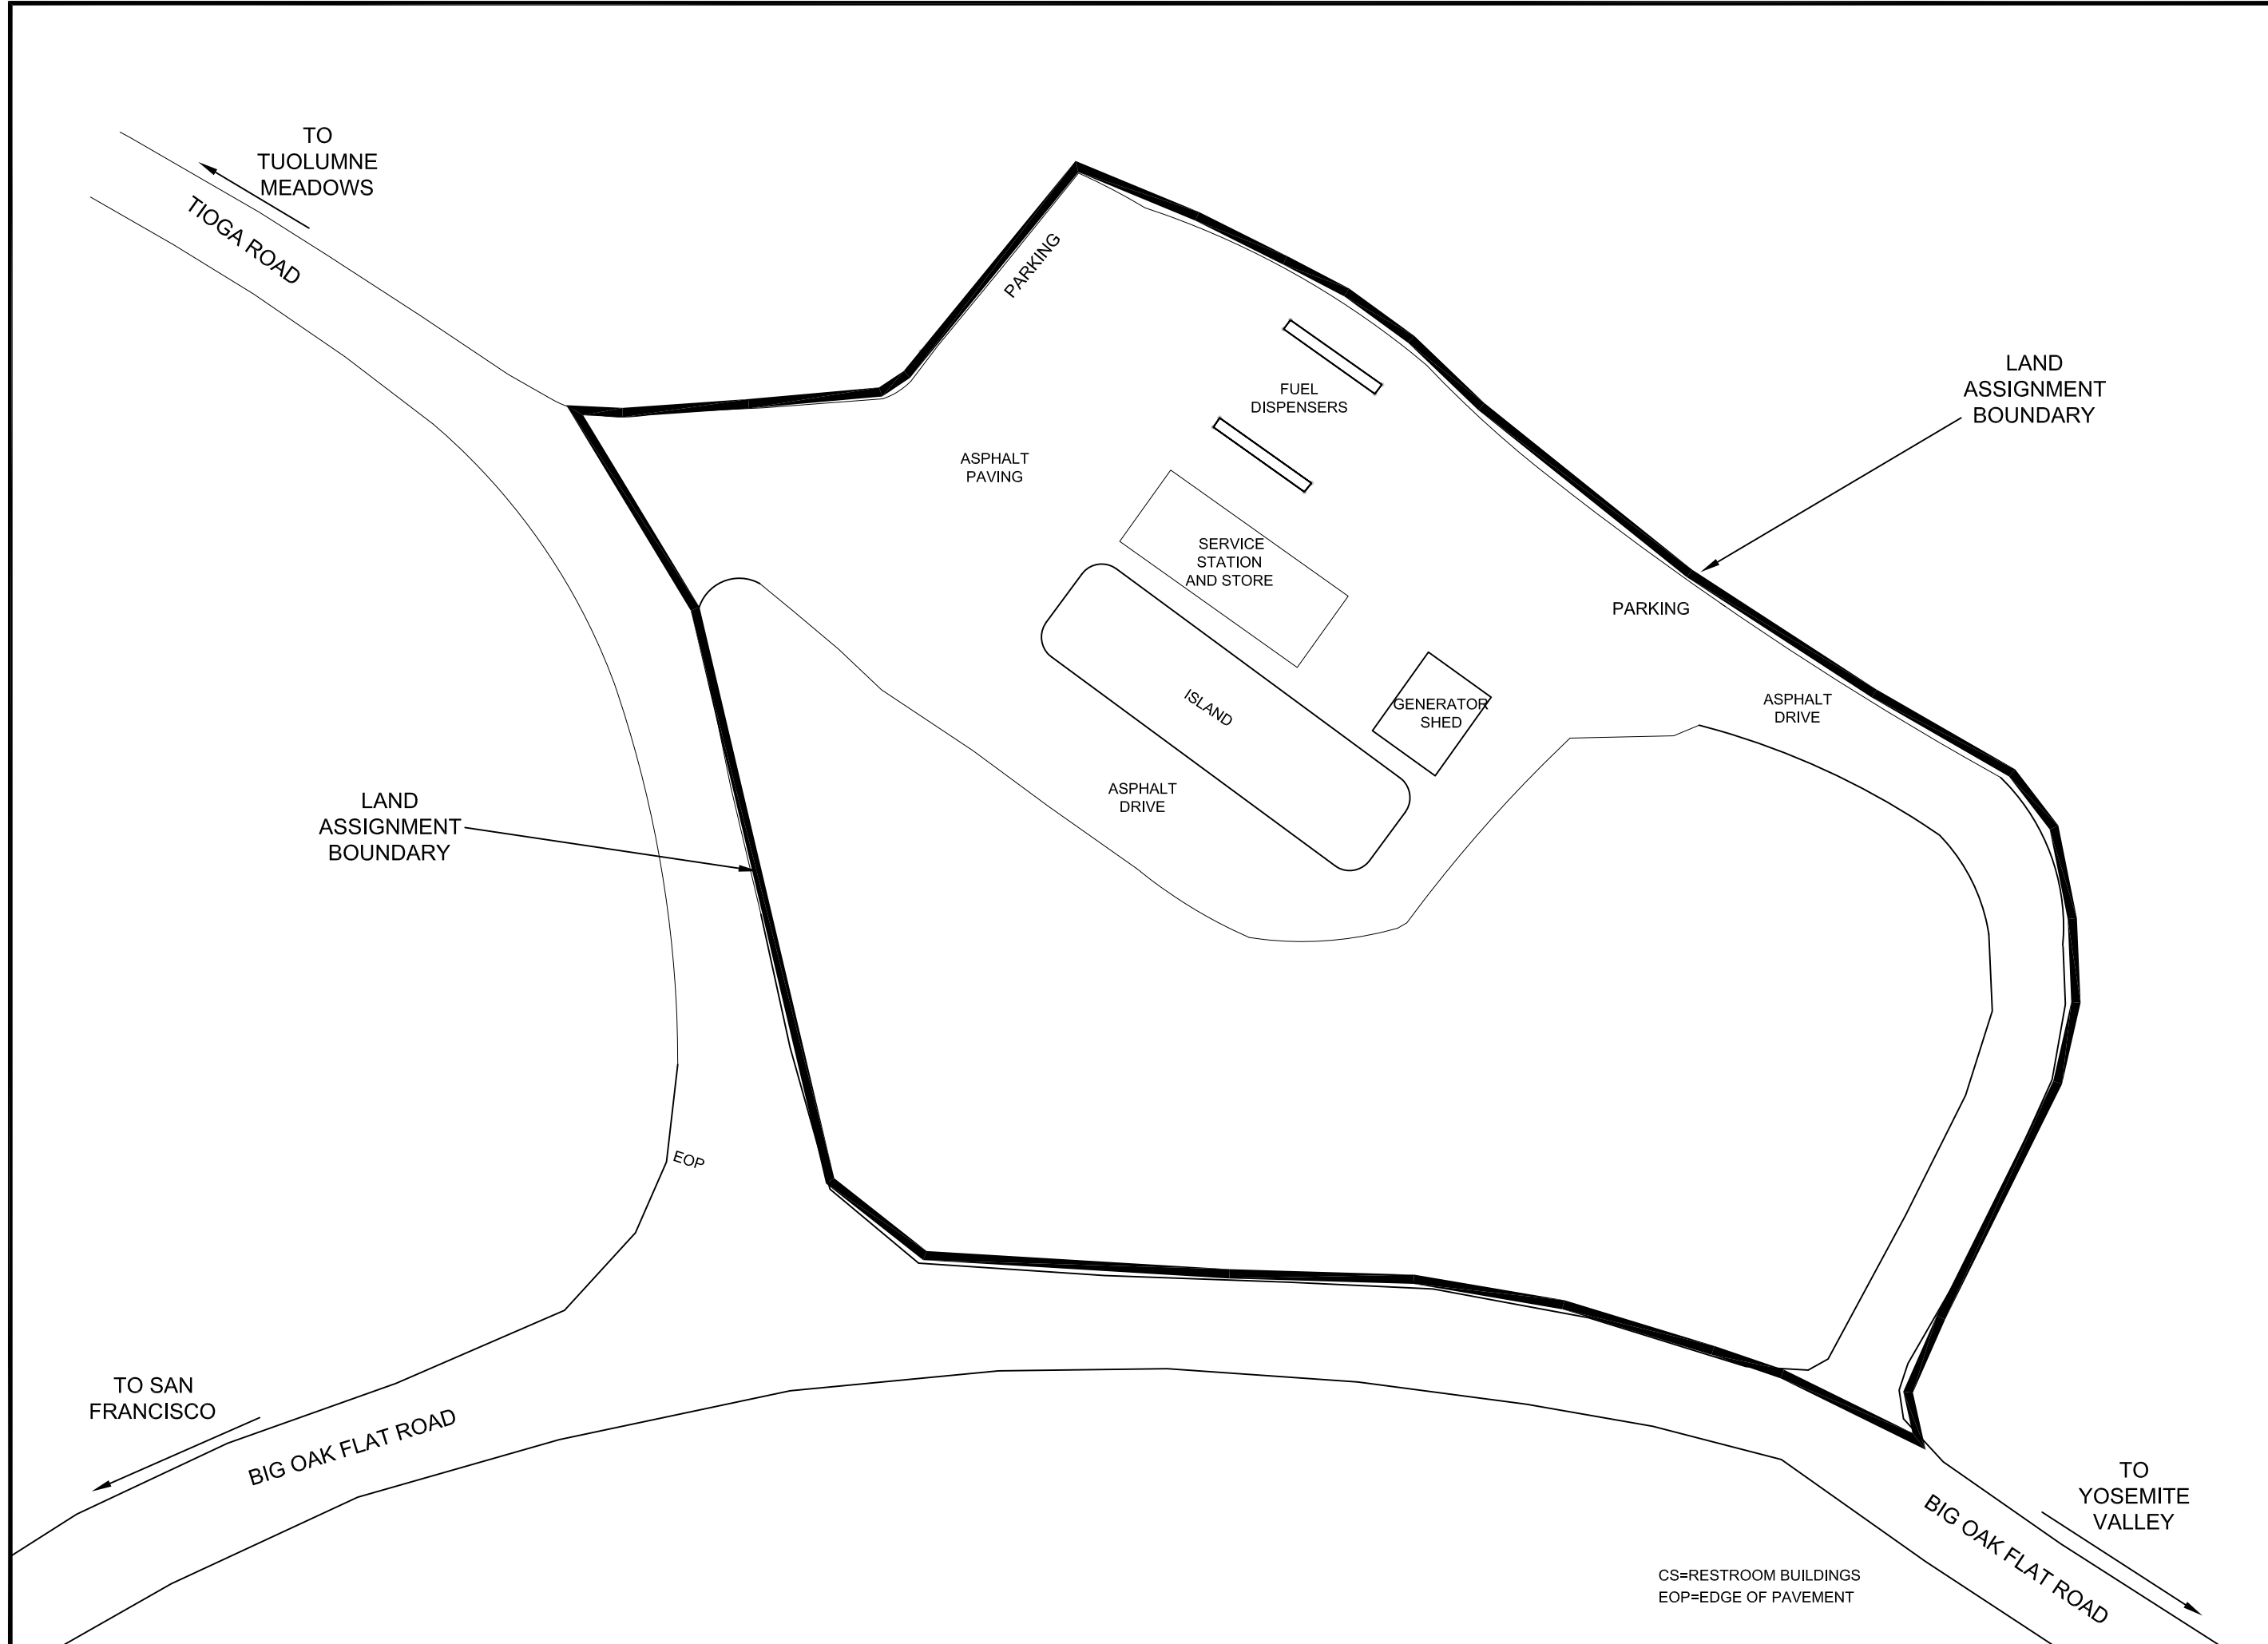 TO
TUOLUMNE
MEADOWS
TIOGA ROAD
PARKING
FUEL
DISPENSERS
LAND
ASSIGNMENT
BOUNDARY
ASPHALT
PAVING
SERVICE
STATION
AND STORE
PARKING
ISLAND
GENERATOR
SHED
ASPHALT
DRIVE
ASPHALT
DRIVE
LAND
ASSIGNMENT
BOUNDARY
EOP
TO SAN
FRANCISCO
BIG OAK FLAT ROAD
TO
YOSEMITE
VALLEY
BIG OAK FLAT ROAD
CS=RESTROOM BUILDINGS
EOP=EDGE OF PAVEMENT